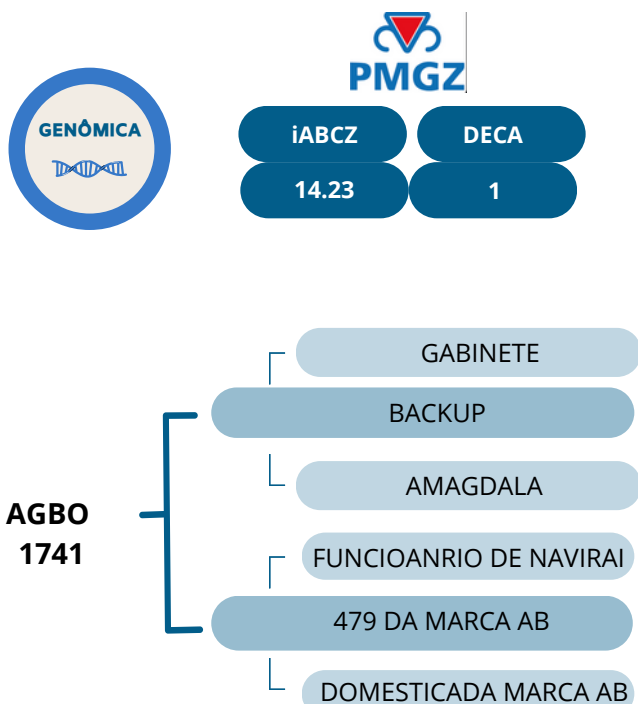 PMGZ
GENÔMICA
iABCZ
DECA
14.23
1
GABINETE
BACKUP
AMAGDALA
AGBO
1741
FUNCIOANRIO DE NAVIRAI
479 DA MARCA AB
DOMESTICADA MARCA AB